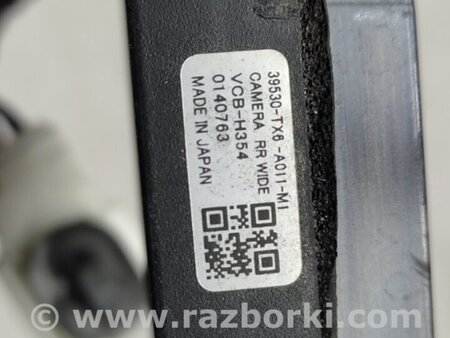 39530-TX6 -A011-M1
CAMERA RR WIDE
VCB-H354
0140763
MADE IN JAPAN
www.razborki.com